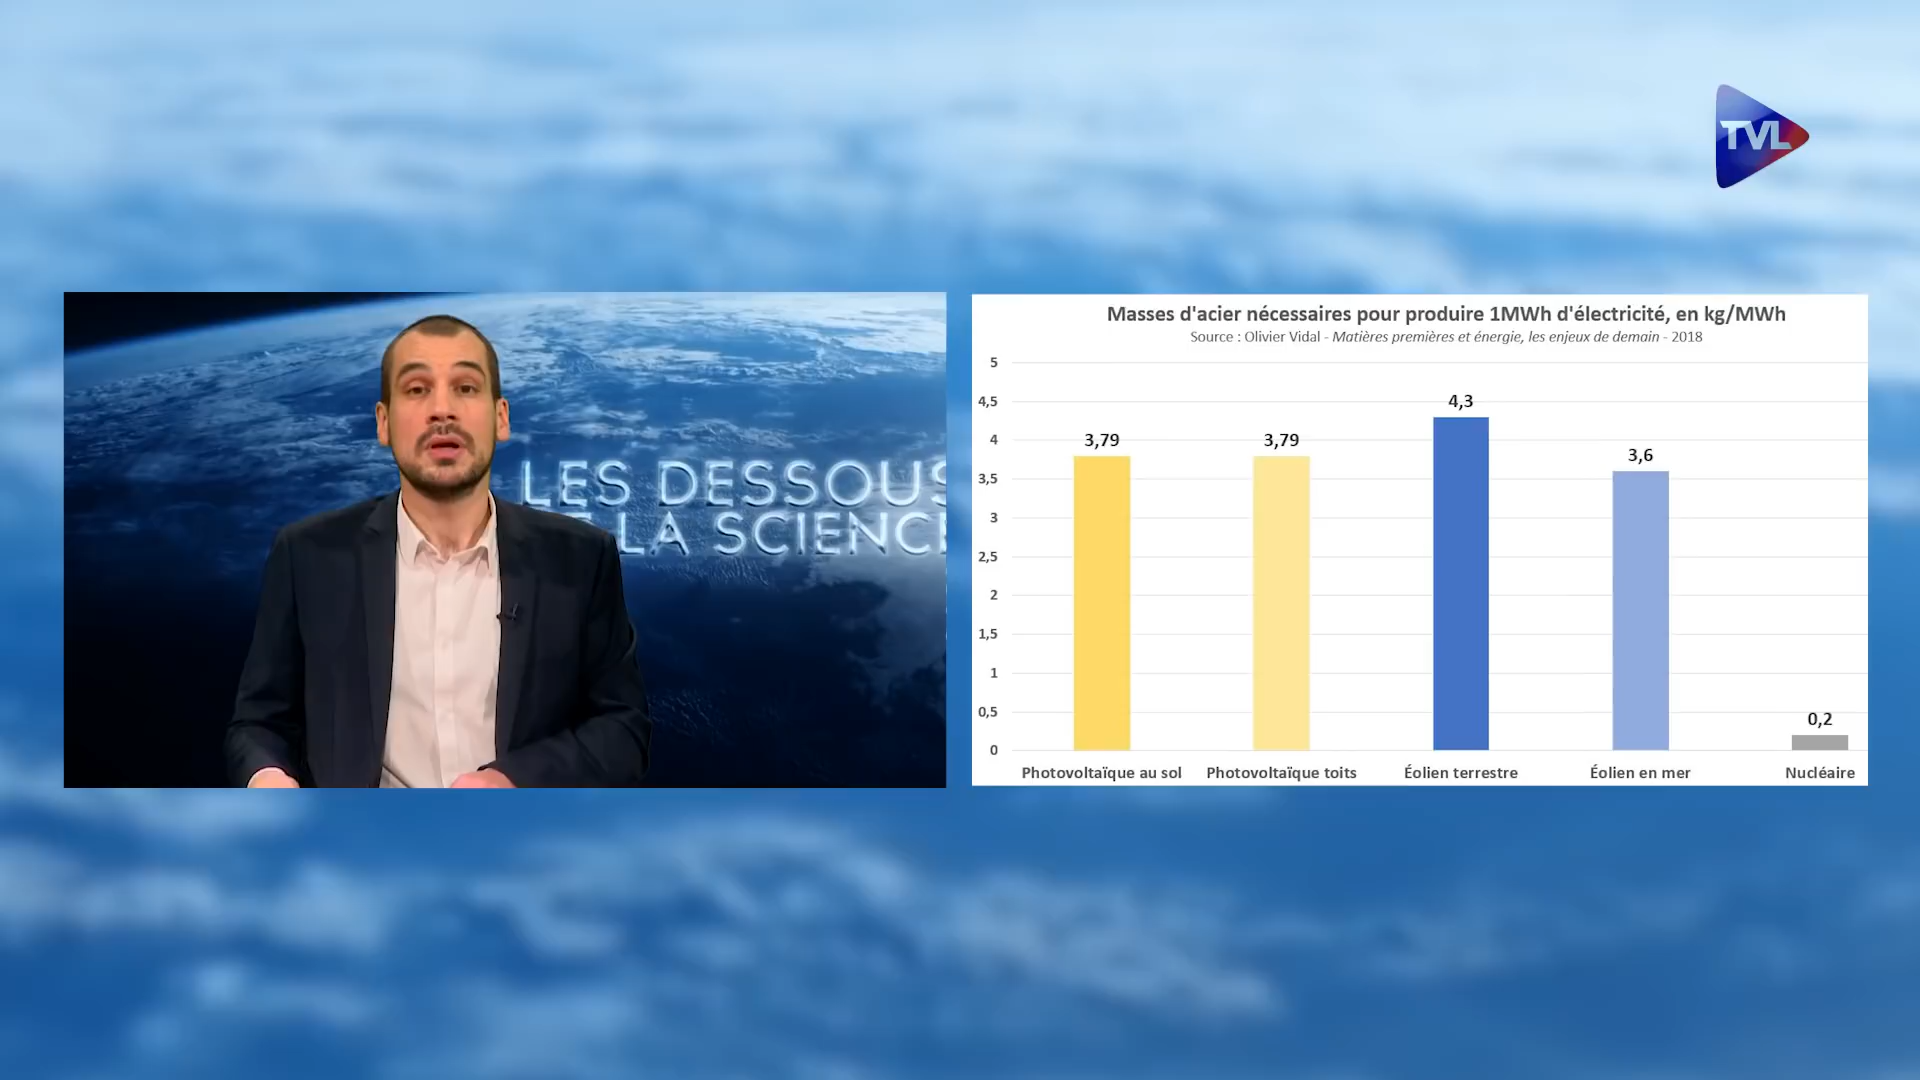 TVL
LES DESSOUS
LA SCIENCE
Masses d'acier nécessaires pour produire 1MWh d'électricité, en kg/MWh
Source : Olivier Vidal - Matières premières et énergie, les enjeux de demain - 2018
5
4,5
4
3,5
3
2,5
2
1,5
1
0,5
0
3,79
3,79
4,3
3,6
0,2
Photovoltaïque au sol
Photovoltaïque toits
Éolien terrestre
Éolien en mer
Nucléaire